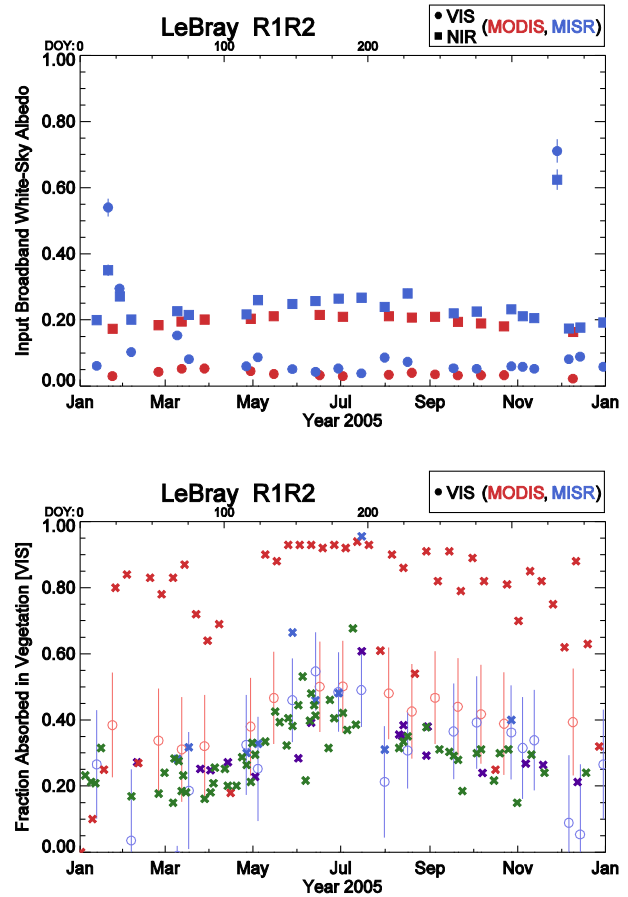 LeBray R1R2
VIS (MODIS, MISR)
NIR
DOY: 0 100 200
1.00
0.80
0.60
0.40
0.20
0.00
Input Broadband White-Sky Albedo
Jan Mar May Jul Sep Nov Jan
Year 2005
LeBray R1R2
VIS (MODIS, MISR)
DOY: 0 100 200
1.00
0.80
0.60
0.40
0.20
0.00
Fraction Absorbed in Vegetation [VIS]
Jan Mar May Jul Sep Nov Jan
Year 2005